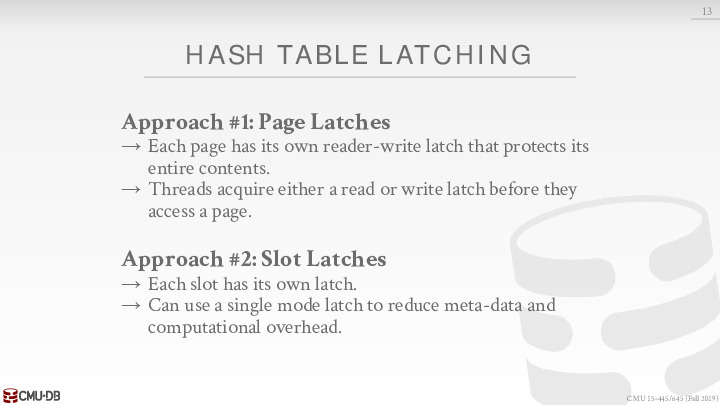 13
HASH TABLE LATCHING
Approach #1: Page Latches
→ Each page has its own reader-write latch that protects its
entire contents.
→ Threads acquire either a read or write latch before they
access a page.
Approach #2: Slot Latches
→ Each slot has its own latch.
→ Can use a single mode latch to reduce meta-data and
computational overhead.
CMU·DB
CMU 15-445/645 (Fall 2019)